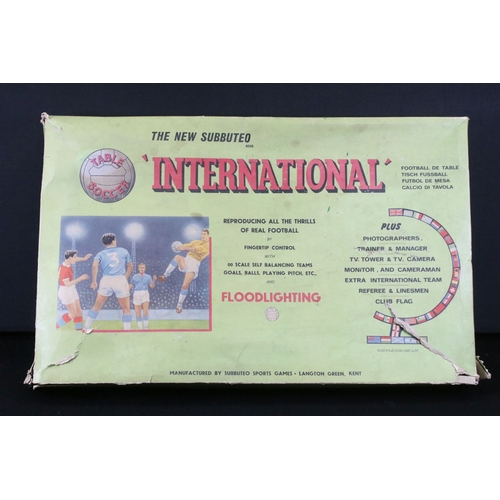 THE NEW SUBBUTEO
TABLE
SOCCER
'INTERNATIONAL'
FOOTBALL DE TABLE
TISCH FUSSBALL
FUTBOL DE MESA
CALCIO DI TAVOLA
REPRODUCING ALL THE THRILLS
OF REAL FOOTBALL
BY
FINGERTIP CONTROL
WITH
00 SCALE SELF BALANCING TEAMS
GOALS, BALLS, PLAYING PITCH, ETC.,
AND
FLOODLIGHTING
PLUS
PHOTOGRAPHERS,
TRAINER & MANAGER
TV. TOWER & TV. CAMERA
MONITOR, AND CAMERAMAN
EXTRA INTERNATIONAL TEAM
REFEREE & LINESMEN
CLUB FLAG
3
5
MANUFACTURED BY SUBBUTEO SPORTS GAMES • LANGTON GREEN, KENT